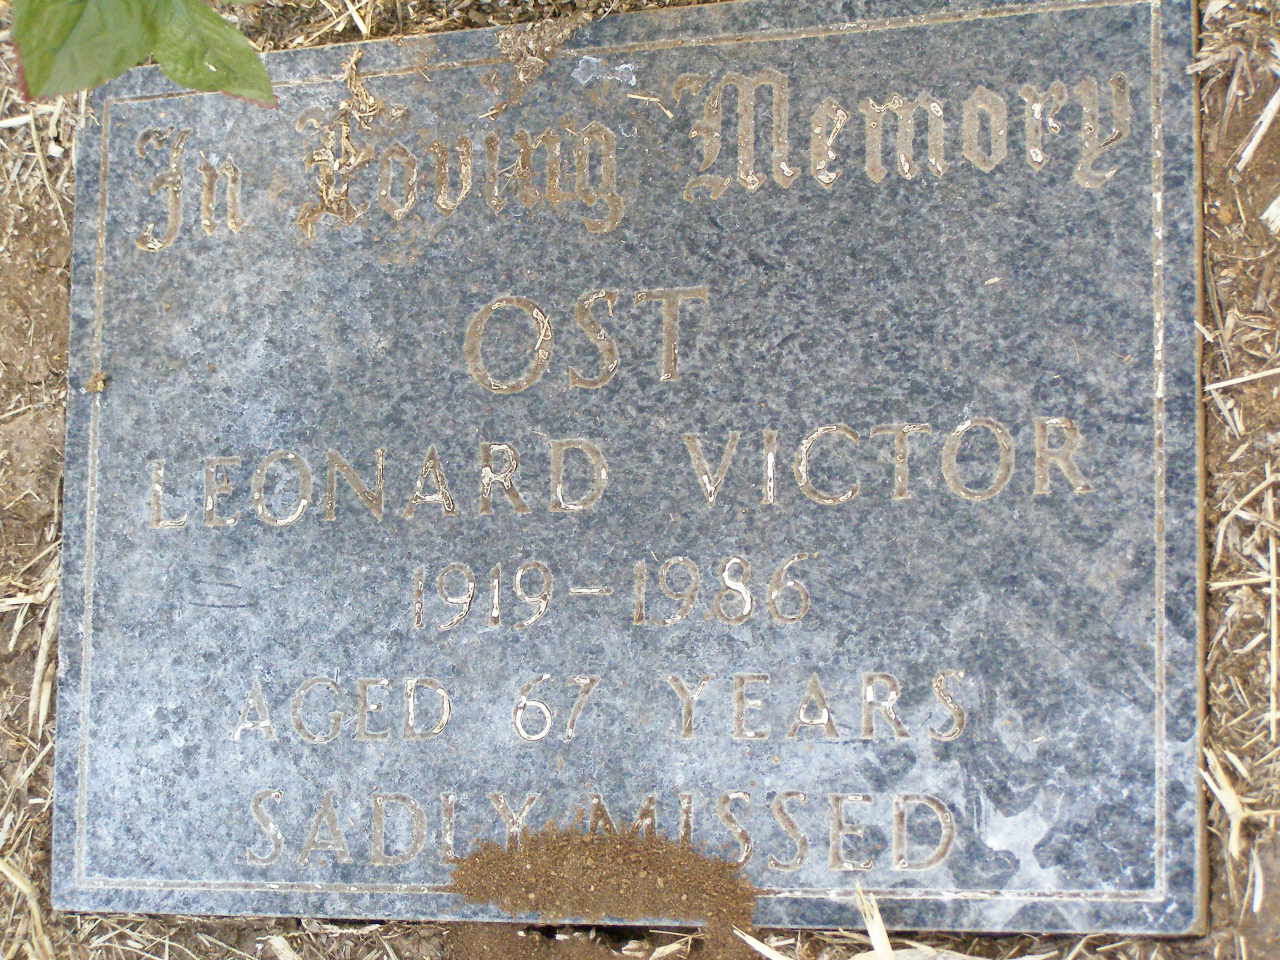 In Loving Memory
OST
LEONARD VICTOR
1919-1986
AGED 67 YEARS
SADLY MISSED